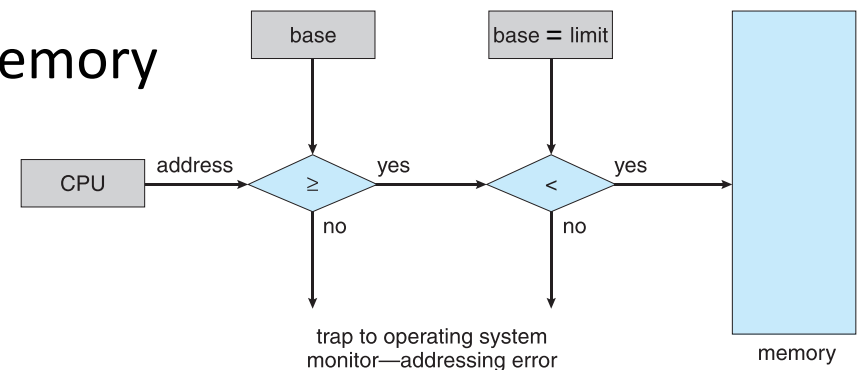 emory
base
base = limit
CPU
address
≥
yes
<
yes
no
no
trap to operating system
monitor—addressing error
memory